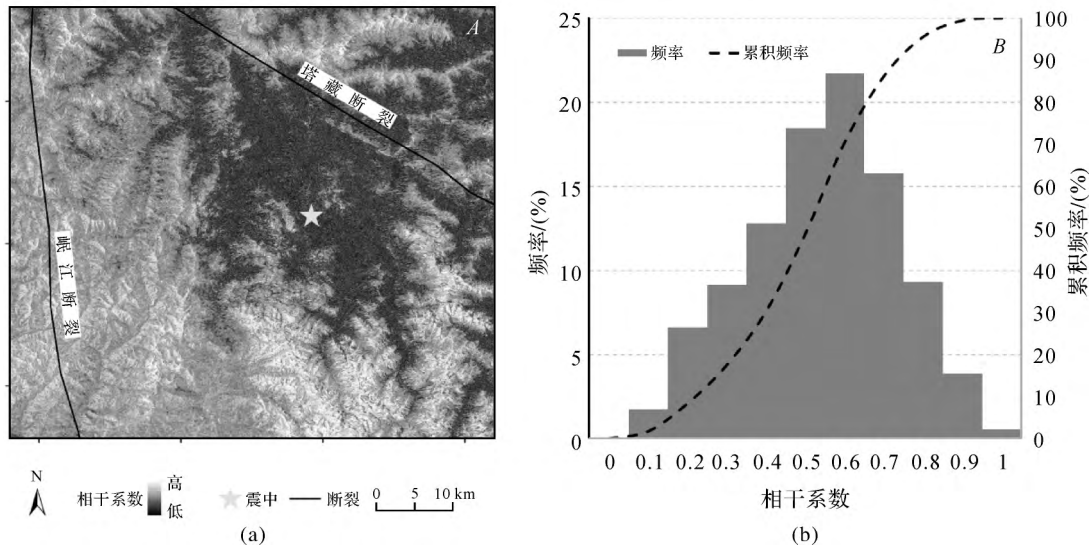 A
塔藏断裂
岷江断裂
N
相干系数
高
低
震中
断裂
0 5 10 km
(a)
B
频率
累积频率
频率/(%)
25
20
15
10
5
0
累积频率/(%)
100
90
80
70
60
50
40
30
20
10
0
0 0.1 0.2 0.3 0.4 0.5 0.6 0.7 0.8 0.9 1
相干系数
(b)